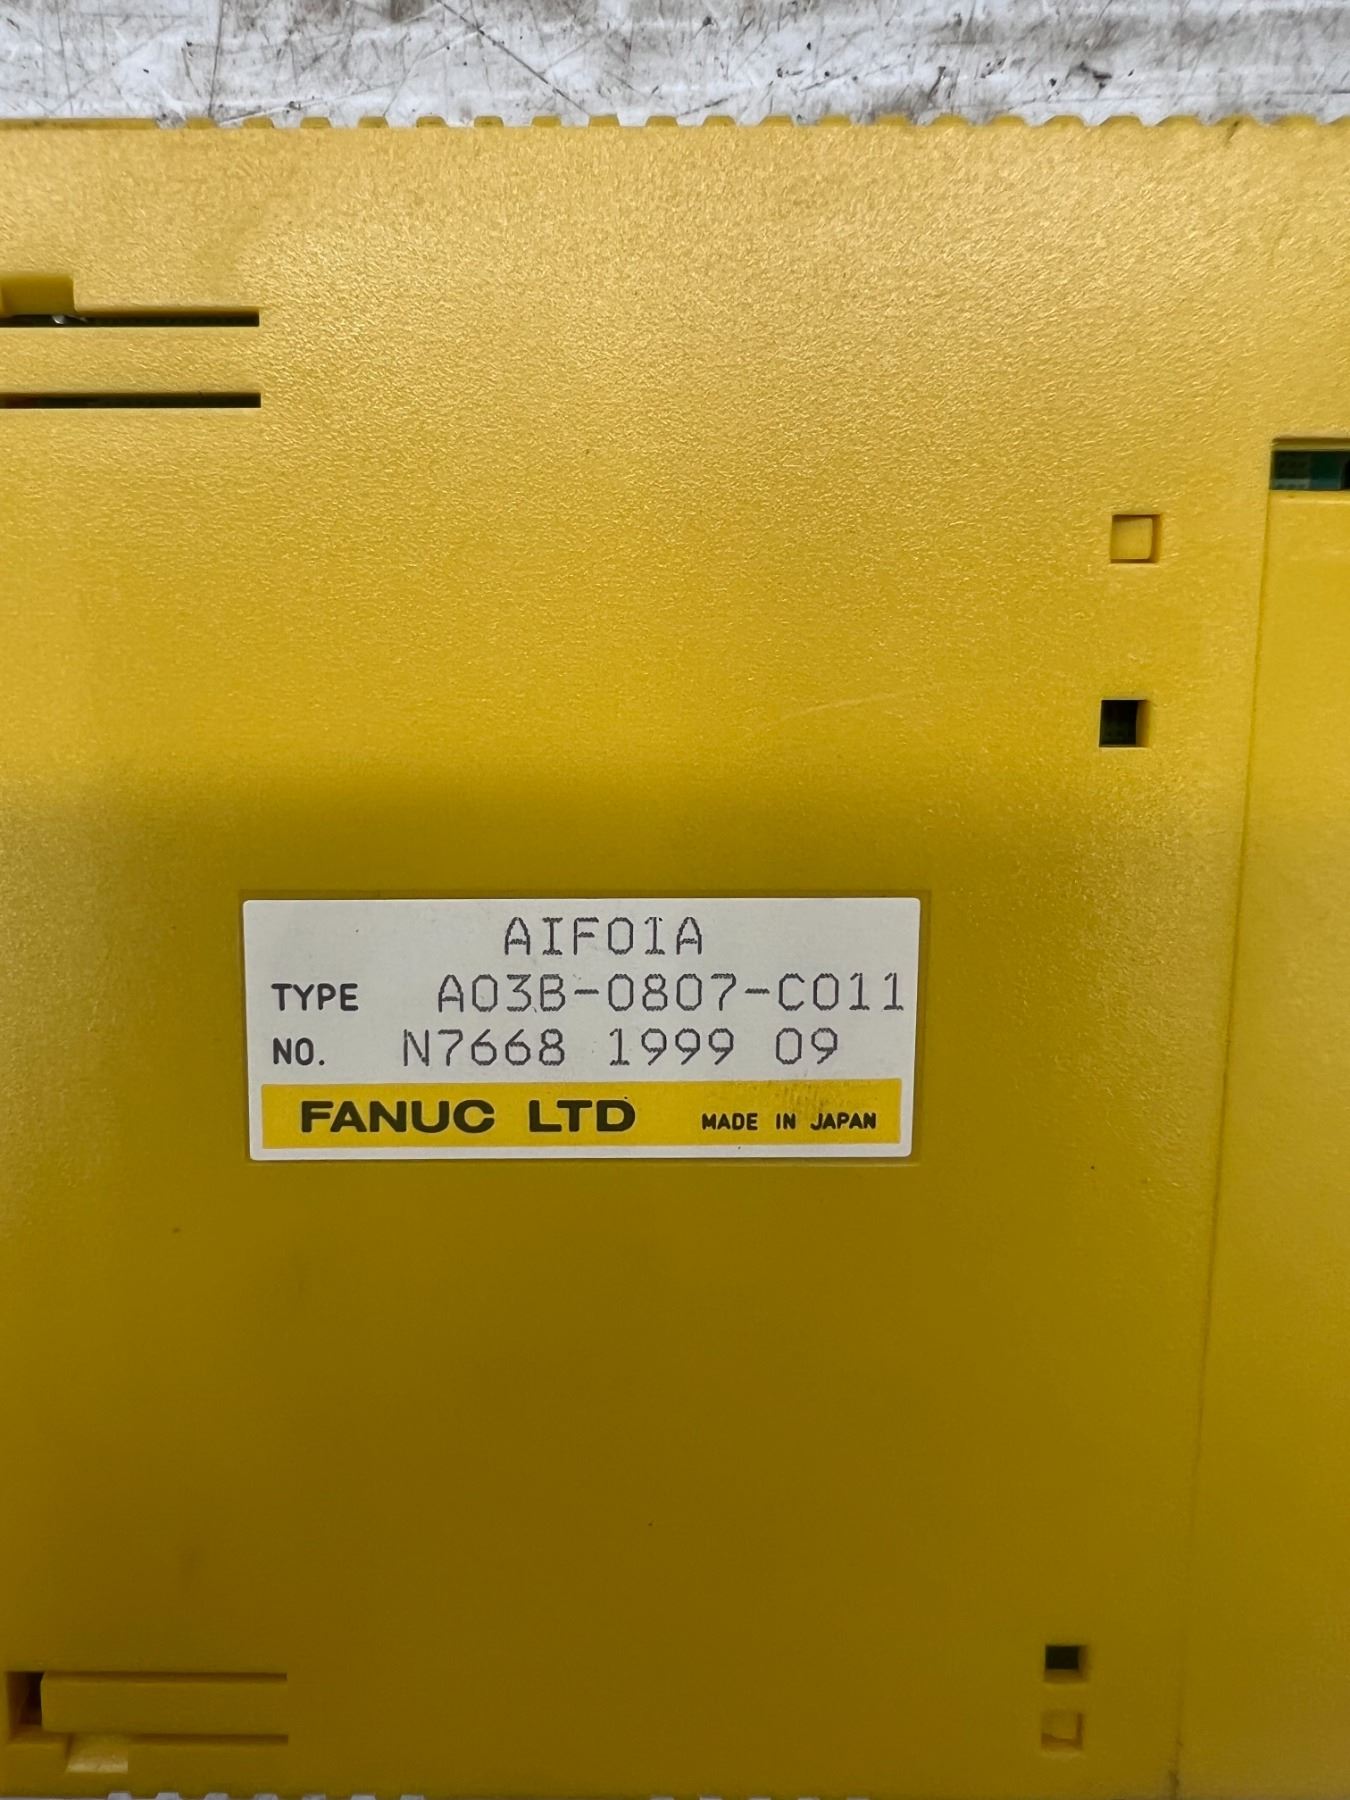 AIF01A
TYPE A03B-0807-C011
NO. N7668 1999 09
FANUC LTD MADE IN JAPAN